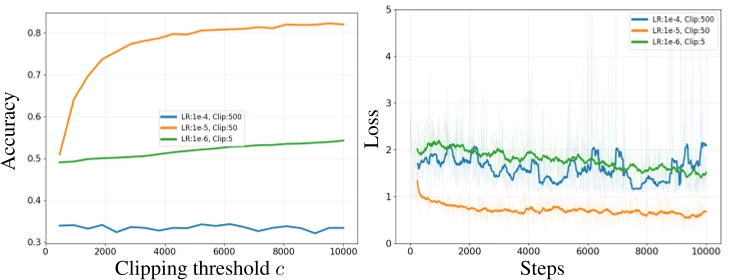 Accuracy
0.8
0.7
0.6
0.5
0.4
0.3
LR:1e-4, Clip:500
LR:1e-5, Clip:50
LR:1e-6, Clip:5
0 2000 4000 6000 8000 10000
Clipping threshold c
Loss
5
4
3
2
1
0
LR:1e-4, Clip:500
LR:1e-5, Clip:50
LR:1e-6, Clip:5
0 2000 4000 6000 8000 10000
Steps